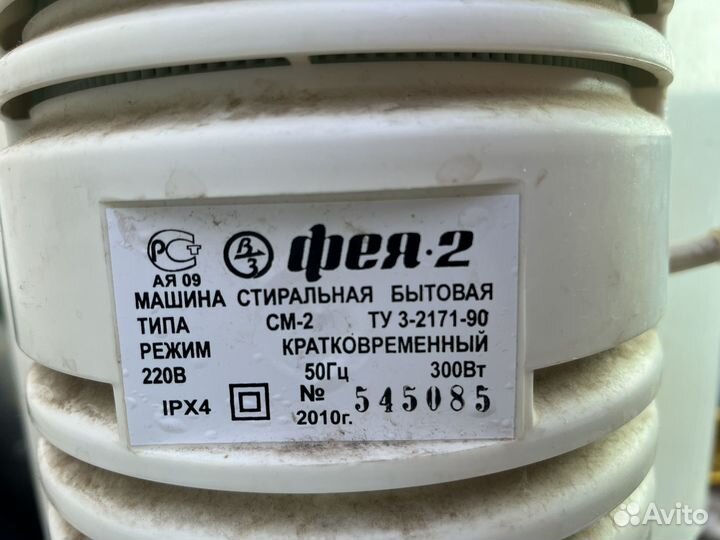 РСТ В/З фея·2
АЯ 09
МАШИНА СТИРАЛЬНАЯ БЫТОВАЯ
ТИПА СМ-2 ТУ 3-2171-90
РЕЖИМ КРАТКОВРЕМЕННЫЙ
220В 50Гц 300Вт
IPX4 № 545085
2010г.
Avito